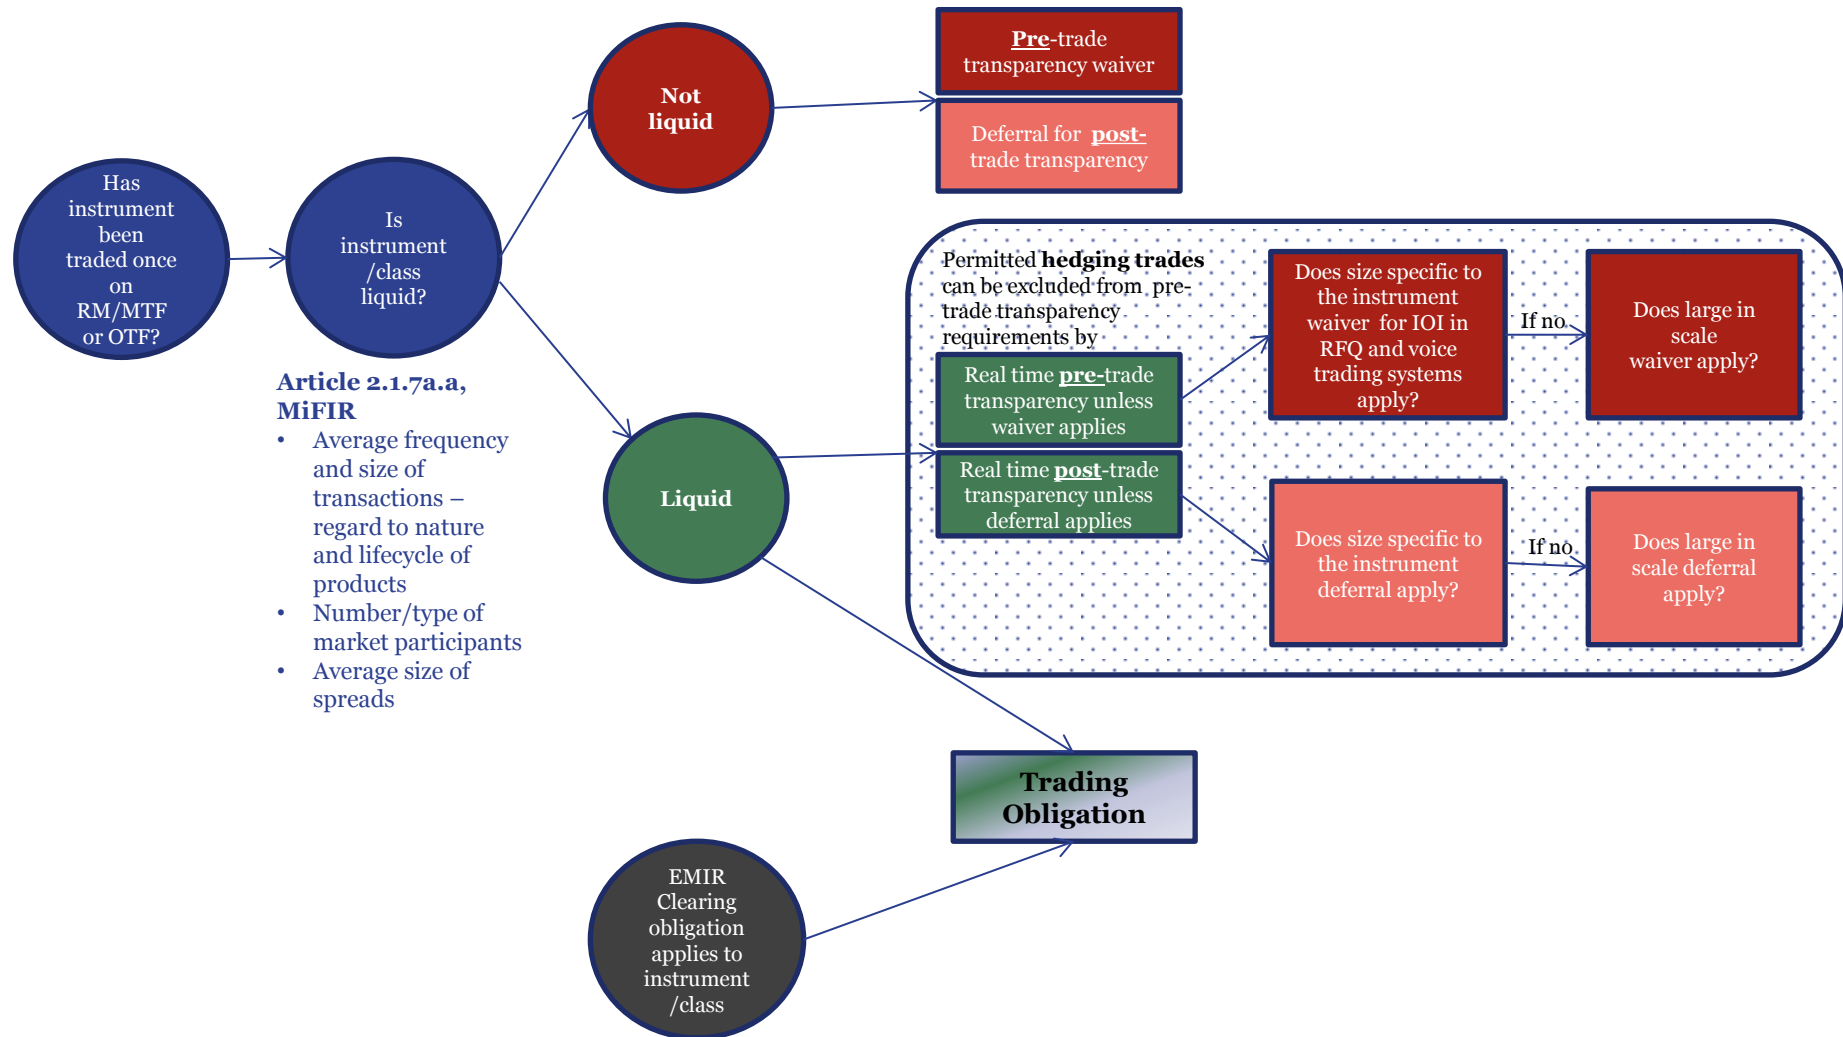 Has
instrument
been
traded once
on
RM/MTF
or OTF?
Is
instrument
/class
liquid?
Article 2.1.7a.a,
MiFIR
• Average frequency
and size of
transactions –
regard to nature
and lifecycle of
products
• Number/type of
market participants
• Average size of
spreads
Not
liquid
Pre-trade
transparency waiver
Deferral for post-
trade transparency
Liquid
Permitted hedging trades
can be excluded from pre-
trade transparency
requirements by
Real time pre-trade
transparency unless
waiver applies
Real time post-trade
transparency unless
deferral applies
Does size specific to
the instrument
waiver for IOI in
RFQ and voice
trading systems
apply?
If no
Does large in
scale
waiver apply?
Does size specific to
the instrument
deferral apply?
If no
Does large in
scale deferral
apply?
Trading
Obligation
EMIR
Clearing
obligation
applies to
instrument
/class